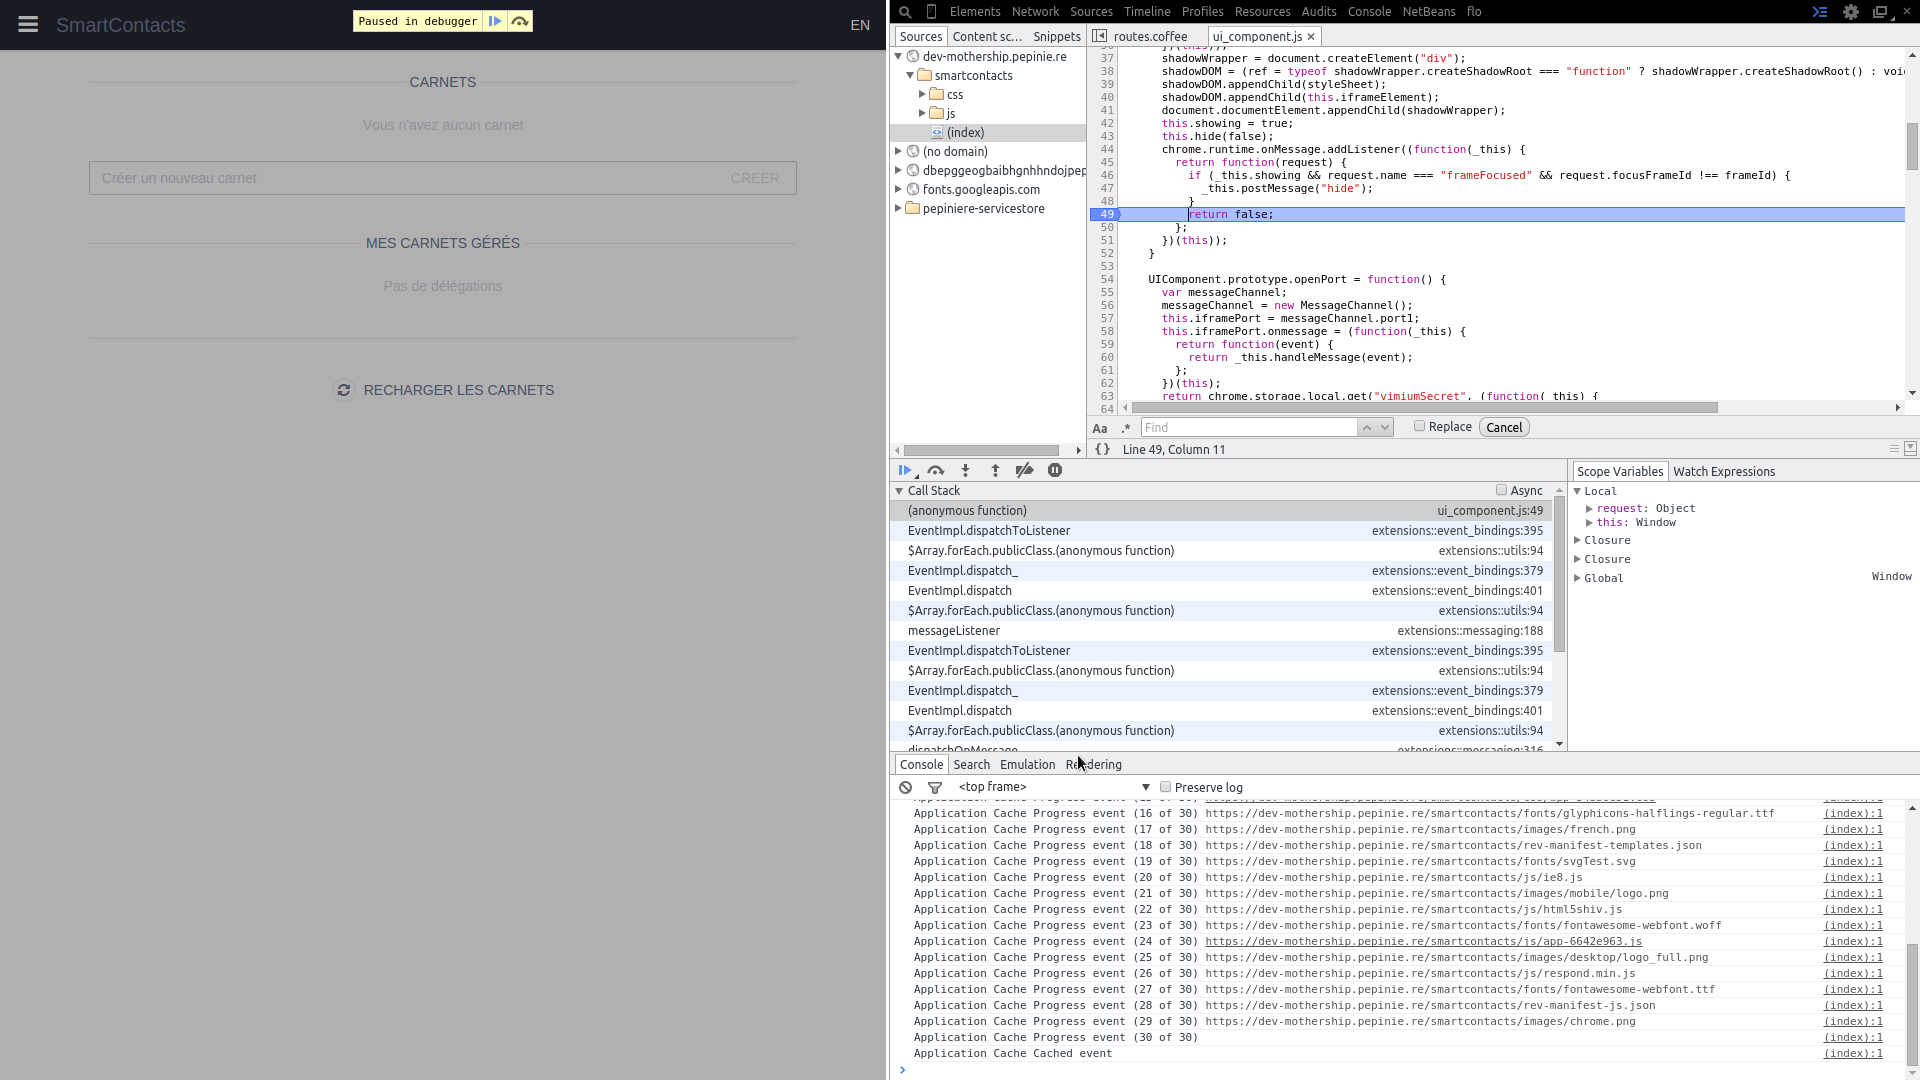 SmartContacts
Paused in debugger
EN
CARNETS
Vous n'avez aucun carnet
Créer un nouveau carnet CREER
MES CARNETS GÉRÉS
Pas de délégations
RECHARGER LES CARNETS
Elements Network Sources Timeline Profiles Resources Audits Console NetBeans flo
Sources Content sc... Snippets
routes.coffee ui_component.js ×
dev-mothership.pepinie.re
smartcontacts
css
js
(index)
(no domain)
dbepggeogbaibhgnhhndojpep
fonts.googleapis.com
pepiniere-servicestore
36 })(this));
37 shadowWrapper = document.createElement("div");
38 shadowDOM = (ref = typeof shadowWrapper.createShadowRoot === "function" ? shadowWrapper.createShadowRoot() : voi
39 shadowDOM.appendChild(styleSheet);
40 shadowDOM.appendChild(this.iframeElement);
41 document.documentElement.appendChild(shadowWrapper);
42 this.showing = true;
43 this.hide(false);
44 chrome.runtime.onMessage.addListener((function(_this) {
45 return function(request) {
46 if (_this.showing && request.name === "frameFocused" && request.focusFrameId !== frameId) {
47 _this.postMessage("hide");
48 }
49 return false;
50 };
51 })(this));
52 }
53
54 UIComponent.prototype.openPort = function() {
55 var messageChannel;
56 messageChannel = new MessageChannel();
57 this.iframePort = messageChannel.port1;
58 this.iframePort.onmessage = (function(_this) {
59 return function(event) {
60 return _this.handleMessage(event);
61 };
62 })(this);
63 return chrome.storage.local.get("vimiumSecret", (function(_this) {
64
Aa .* Find Replace Cancel
{} Line 49, Column 11
Call Stack Async
(anonymous function) ui_component.js:49
EventImpl.dispatchToListener extensions::event_bindings:395
$Array.forEach.publicClass.(anonymous function) extensions::utils:94
EventImpl.dispatch_ extensions::event_bindings:379
EventImpl.dispatch extensions::event_bindings:401
$Array.forEach.publicClass.(anonymous function) extensions::utils:94
messageListener extensions::messaging:188
EventImpl.dispatchToListener extensions::event_bindings:395
$Array.forEach.publicClass.(anonymous function) extensions::utils:94
EventImpl.dispatch_ extensions::event_bindings:379
EventImpl.dispatch extensions::event_bindings:401
$Array.forEach.publicClass.(anonymous function) extensions::utils:94
dispatchOnMessage extensions::messaging:316
Scope Variables Watch Expressions
Local
request: Object
this: Window
Closure
Closure
Global Window
Console Search Emulation Rendering
<top frame> Preserve log
Application Cache Progress event (16 of 30) https://dev-mothership.pepinie.re/smartcontacts/fonts/glyphicons-halflings-regular.ttf (index):1
Application Cache Progress event (17 of 30) https://dev-mothership.pepinie.re/smartcontacts/images/french.png (index):1
Application Cache Progress event (18 of 30) https://dev-mothership.pepinie.re/smartcontacts/rev-manifest-templates.json (index):1
Application Cache Progress event (19 of 30) https://dev-mothership.pepinie.re/smartcontacts/fonts/svgTest.svg (index):1
Application Cache Progress event (20 of 30) https://dev-mothership.pepinie.re/smartcontacts/js/ie8.js (index):1
Application Cache Progress event (21 of 30) https://dev-mothership.pepinie.re/smartcontacts/images/mobile/logo.png (index):1
Application Cache Progress event (22 of 30) https://dev-mothership.pepinie.re/smartcontacts/js/html5shiv.js (index):1
Application Cache Progress event (23 of 30) https://dev-mothership.pepinie.re/smartcontacts/fonts/fontawesome-webfont.woff (index):1
Application Cache Progress event (24 of 30) https://dev-mothership.pepinie.re/smartcontacts/js/app-6642e963.js (index):1
Application Cache Progress event (25 of 30) https://dev-mothership.pepinie.re/smartcontacts/images/desktop/logo_full.png (index):1
Application Cache Progress event (26 of 30) https://dev-mothership.pepinie.re/smartcontacts/js/respond.min.js (index):1
Application Cache Progress event (27 of 30) https://dev-mothership.pepinie.re/smartcontacts/fonts/fontawesome-webfont.ttf (index):1
Application Cache Progress event (28 of 30) https://dev-mothership.pepinie.re/smartcontacts/rev-manifest-js.json (index):1
Application Cache Progress event (29 of 30) https://dev-mothership.pepinie.re/smartcontacts/images/chrome.png (index):1
Application Cache Progress event (30 of 30) (index):1
Application Cache Cached event (index):1